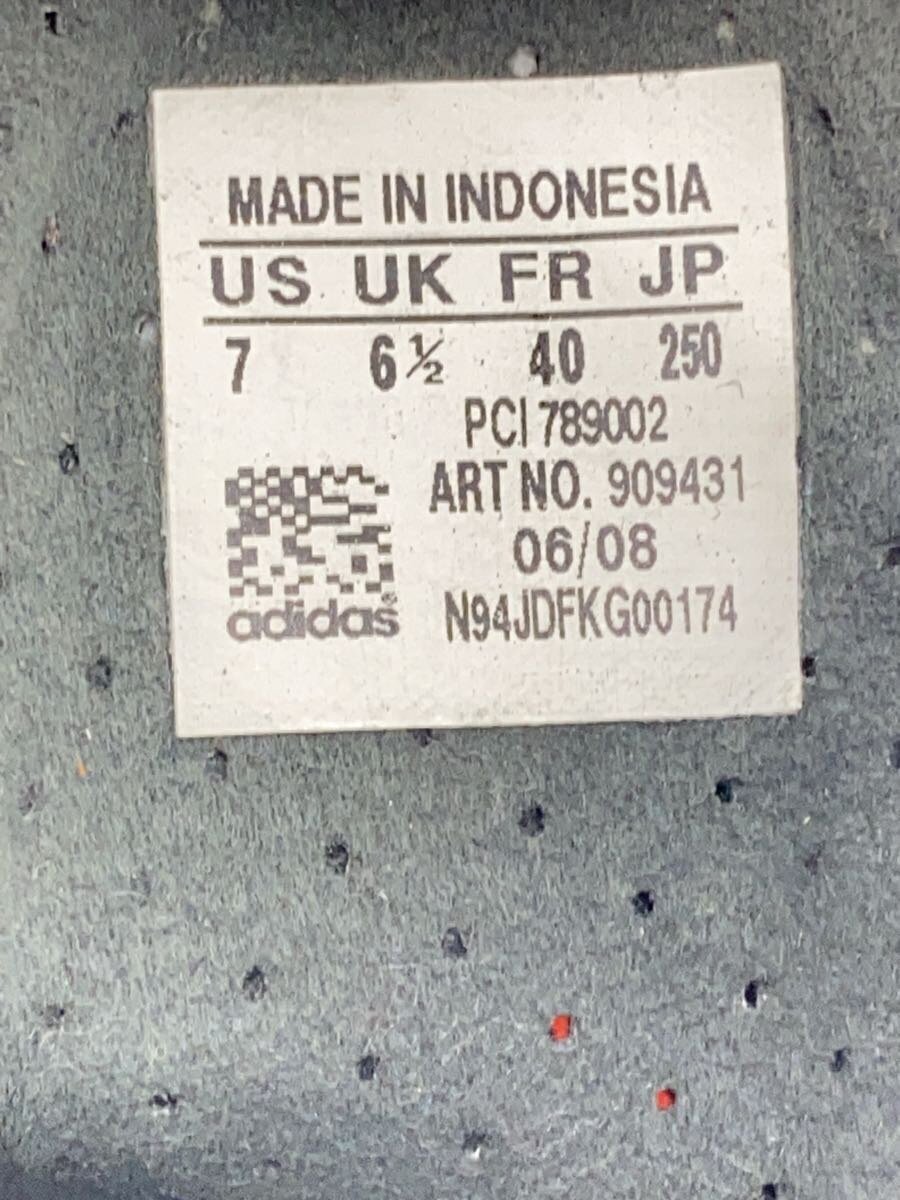 MADE IN INDONESIA
US UK FR JP
7 6½ 40 250
PCI 789002
ART NO. 909431
06/08
adidas® N94JDFKG00174